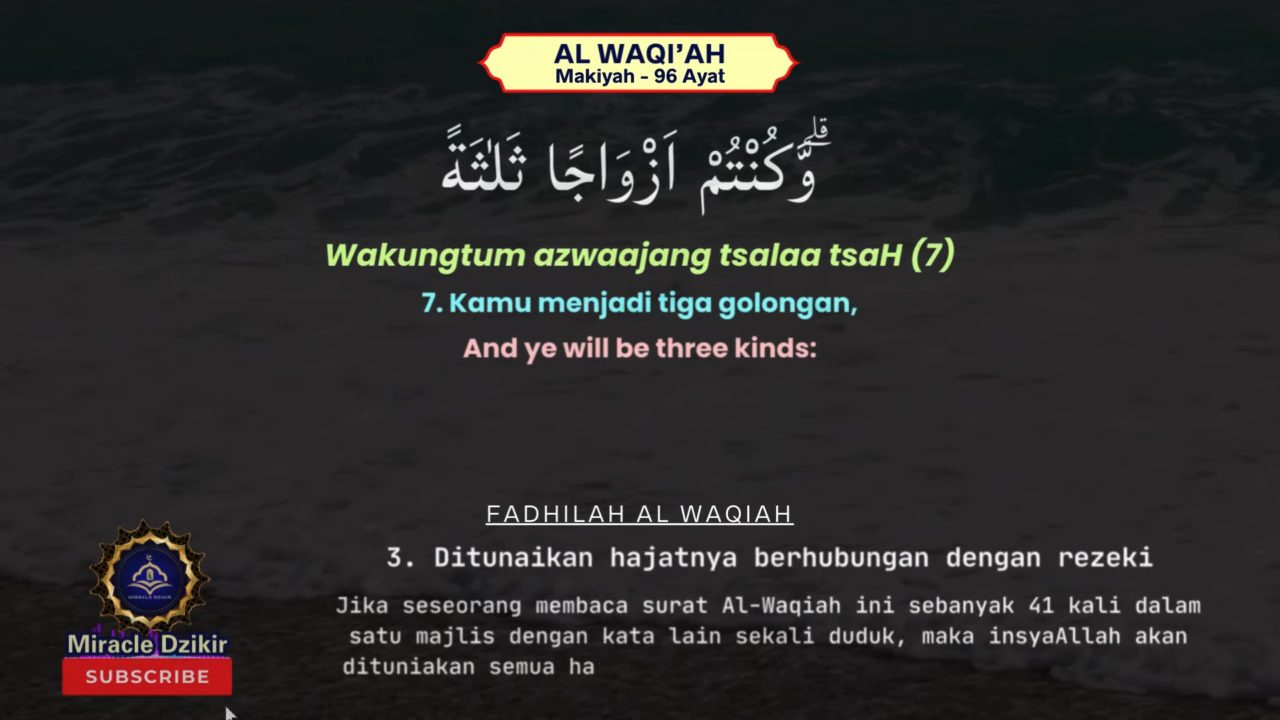 AL WAQI’AH
Makiyah - 96 Ayat
وَّكُنْتُمْ اَزْوَاجًا ثَلٰثَةًۗ
Wakungtum azwaajang tsalaa tsaH (7)
7. Kamu menjadi tiga golongan,
And ye will be three kinds:
FADHILAH AL WAQIAH
3. Ditunaikan hajatnya berhubungan dengan rezeki
Jika seseorang membaca surat Al-Waqiah ini sebanyak 41 kali dalam
satu majlis dengan kata lain sekali duduk, maka insyaAllah akan
dituniakan semua ha
MIRACLE DZIKIR
Miracle Dzikir
SUBSCRIBE